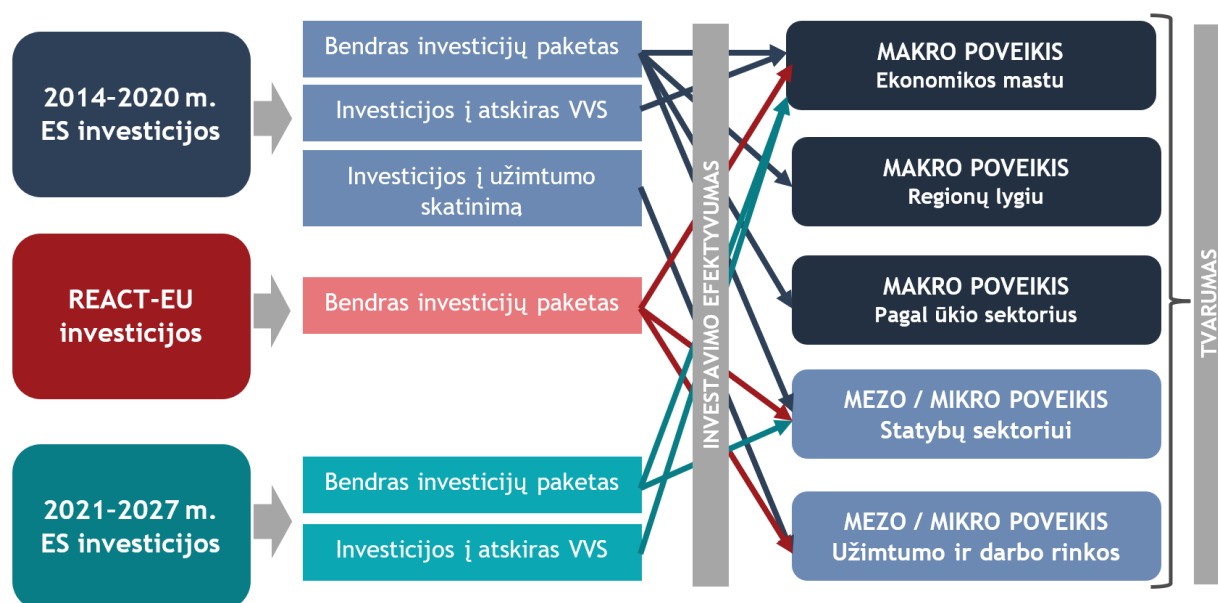 2014–2020 m.
ES investicijos
Bendras investicijų paketas
Investicijos į atskiras VVS
Investicijos į užimtumo
skatinimą
REACT-EU
investicijos
Bendras investicijų paketas
2021–2027 m.
ES investicijos
Bendras investicijų paketas
Investicijos į atskiras VVS
INVESTAVIMO EFEKTYVUMAS
MAKRO POVEIKIS
Ekonomikos mastu
MAKRO POVEIKIS
Regionų lygiu
MAKRO POVEIKIS
Pagal ūkio sektorius
MEZO / MIKRO POVEIKIS
Statybų sektoriui
MEZO / MIKRO POVEIKIS
Užimtumo ir darbo rinkos
TVARUMAS